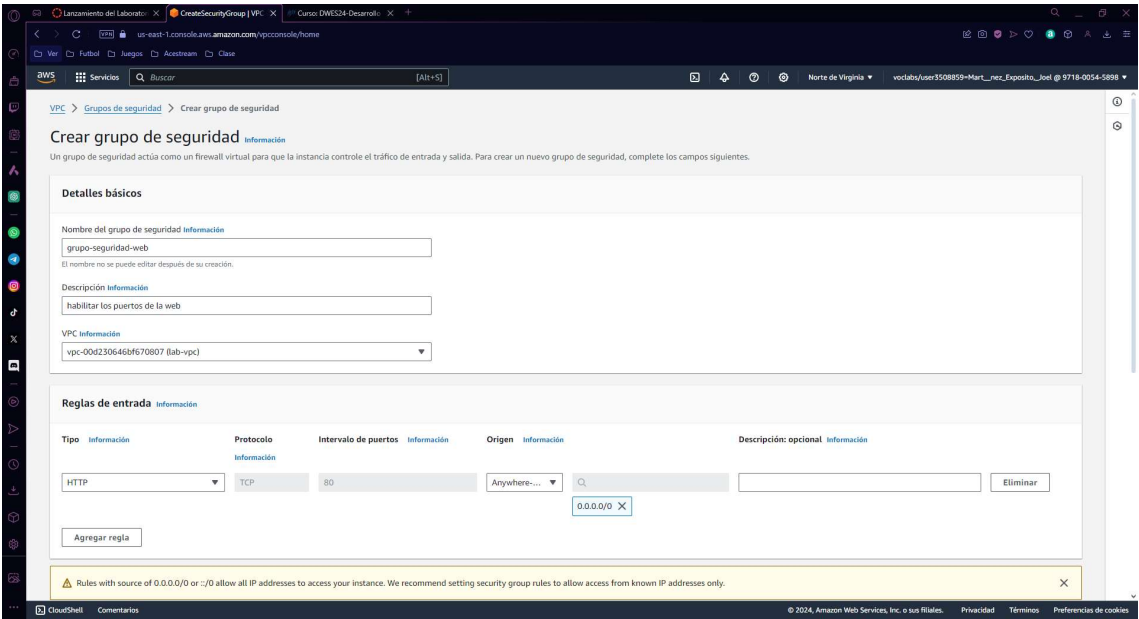 Lanzamiento del Laborator
CreateSecurityGroup | VPC
Curso: DWES24-Desarrollo
VPN
us-east-1.console.aws.amazon.com/vpcconsole/home
Ver
Futbol
Juegos
Acestream
Clase
aws
Servicios
Buscar
[Alt+S]
Norte de Virginia
voclabs/user3508859=Mart__nez_Exposito,_Joel @ 9718-0054-5898
VPC > Grupos de seguridad > Crear grupo de seguridad
Crear grupo de seguridad Información
Un grupo de seguridad actúa como un firewall virtual para que la instancia controle el tráfico de entrada y salida. Para crear un nuevo grupo de seguridad, complete los campos siguientes.
Detalles básicos
Nombre del grupo de seguridad Información
grupo-seguridad-web
El nombre no se puede editar después de su creación.
Descripción Información
habilitar los puertos de la web
VPC Información
vpc-00d230646bf670807 (lab-vpc)
Reglas de entrada Información
Tipo Información
Protocolo Información
Intervalo de puertos Información
Origen Información
Descripción: opcional Información
HTTP
TCP
80
Anywhere-...
Eliminar
0.0.0.0/0
Agregar regla
Rules with source of 0.0.0.0/0 or ::/0 allow all IP addresses to access your instance. We recommend setting security group rules to allow access from known IP addresses only.
CloudShell
Comentarios
© 2024, Amazon Web Services, Inc. o sus filiales.
Privacidad
Términos
Preferencias de cookies